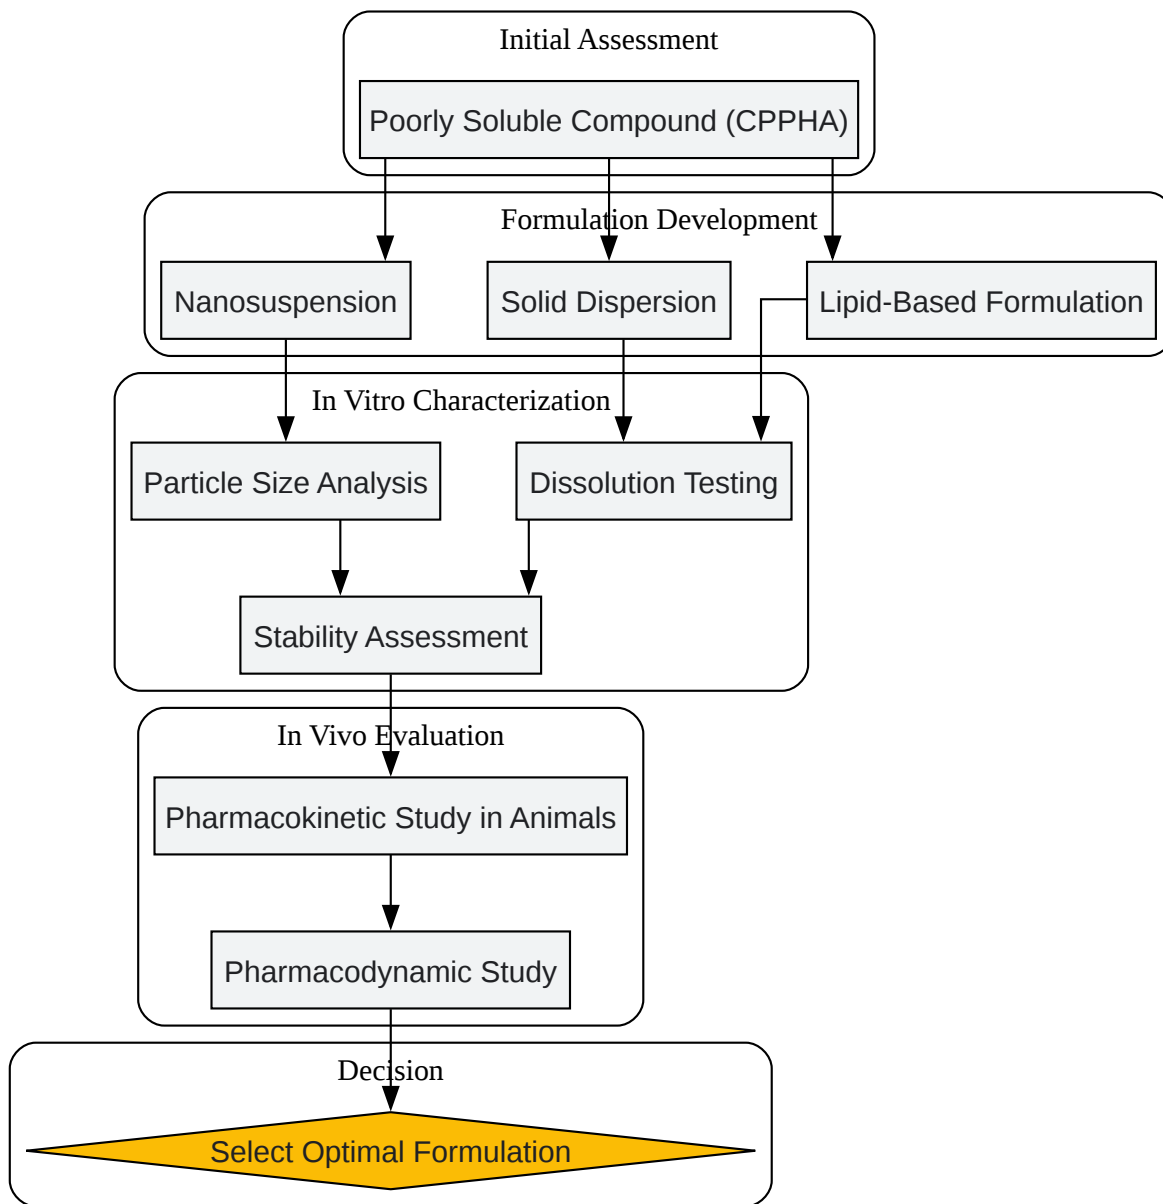 Initial Assessment
Poorly Soluble Compound (CPPHA)
Formulation Development
Nanosuspension
Solid Dispersion
Lipid-Based Formulation
In Vitro Characterization
Particle Size Analysis
Dissolution Testing
Stability Assessment
In Vivo Evaluation
Pharmacokinetic Study in Animals
Pharmacodynamic Study
Decision
Select Optimal Formulation